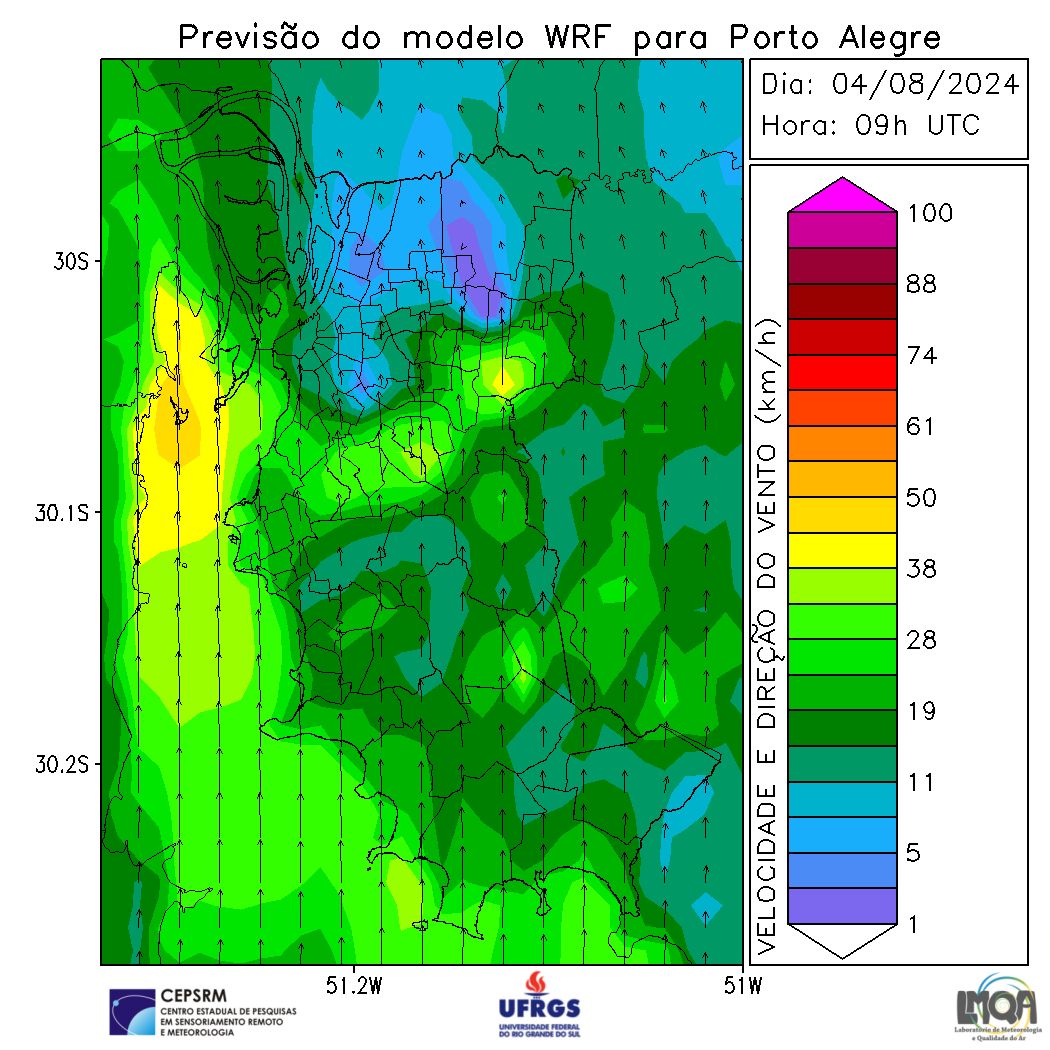 Previsão do modelo WRF para Porto Alegre
Dia: 04/08/2024
Hora: 09h UTC
30S
30.1S
30.2S
51.2W
51W
VELOCIDADE E DIREÇÃO DO VENTO (km/h)
100
88
74
61
50
38
28
19
11
5
1
CEPSRM
CENTRO ESTADUAL DE PESQUISAS
EM SENSORIAMENTO REMOTO
E METEOROLOGIA
UFRGS
UNIVERSIDADE FEDERAL
DO RIO GRANDE DO SUL
LMQA
Laboratório de Meteorologia
e Qualidade do Ar